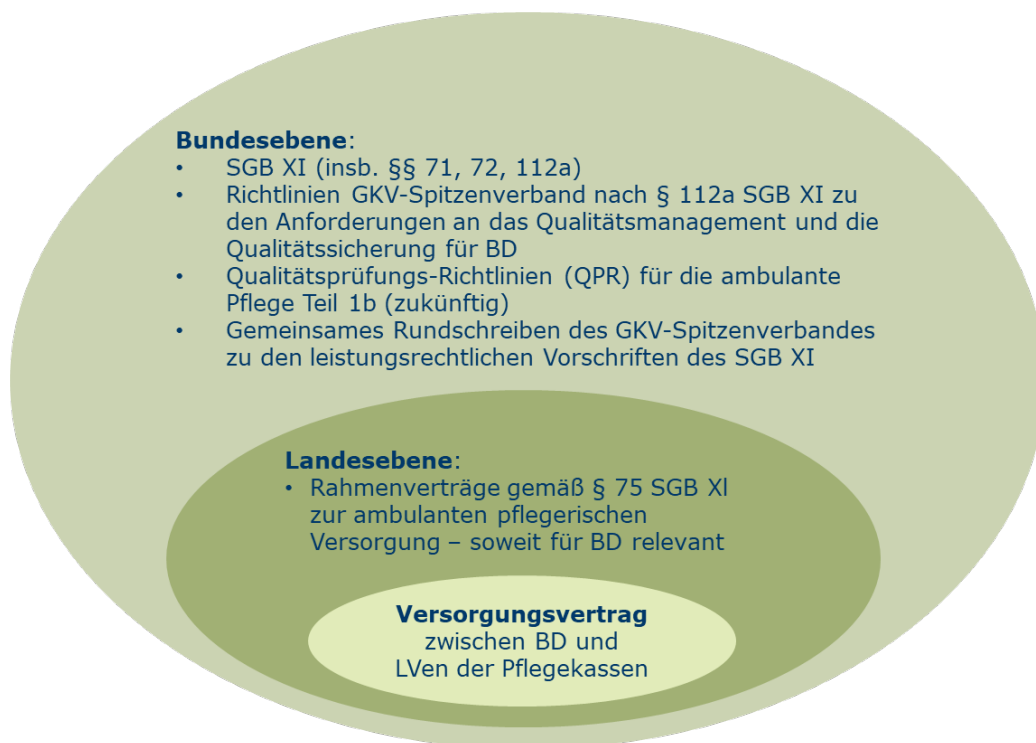 Bundesebene:
• SGB XI (insb. §§ 71, 72, 112a)
• Richtlinien GKV-Spitzenverband nach § 112a SGB XI zu
den Anforderungen an das Qualitätsmanagement und die
Qualitätssicherung für BD
• Qualitätsprüfungs-Richtlinien (QPR) für die ambulante
Pflege Teil 1b (zukünftig)
• Gemeinsames Rundschreiben des GKV-Spitzenverbandes
zu den leistungsrechtlichen Vorschriften des SGB XI
Landesebene:
• Rahmenverträge gemäß § 75 SGB Xl
zur ambulanten pflegerischen
Versorgung – soweit für BD relevant
Versorgungsvertrag
zwischen BD und
LVen der Pflegekassen